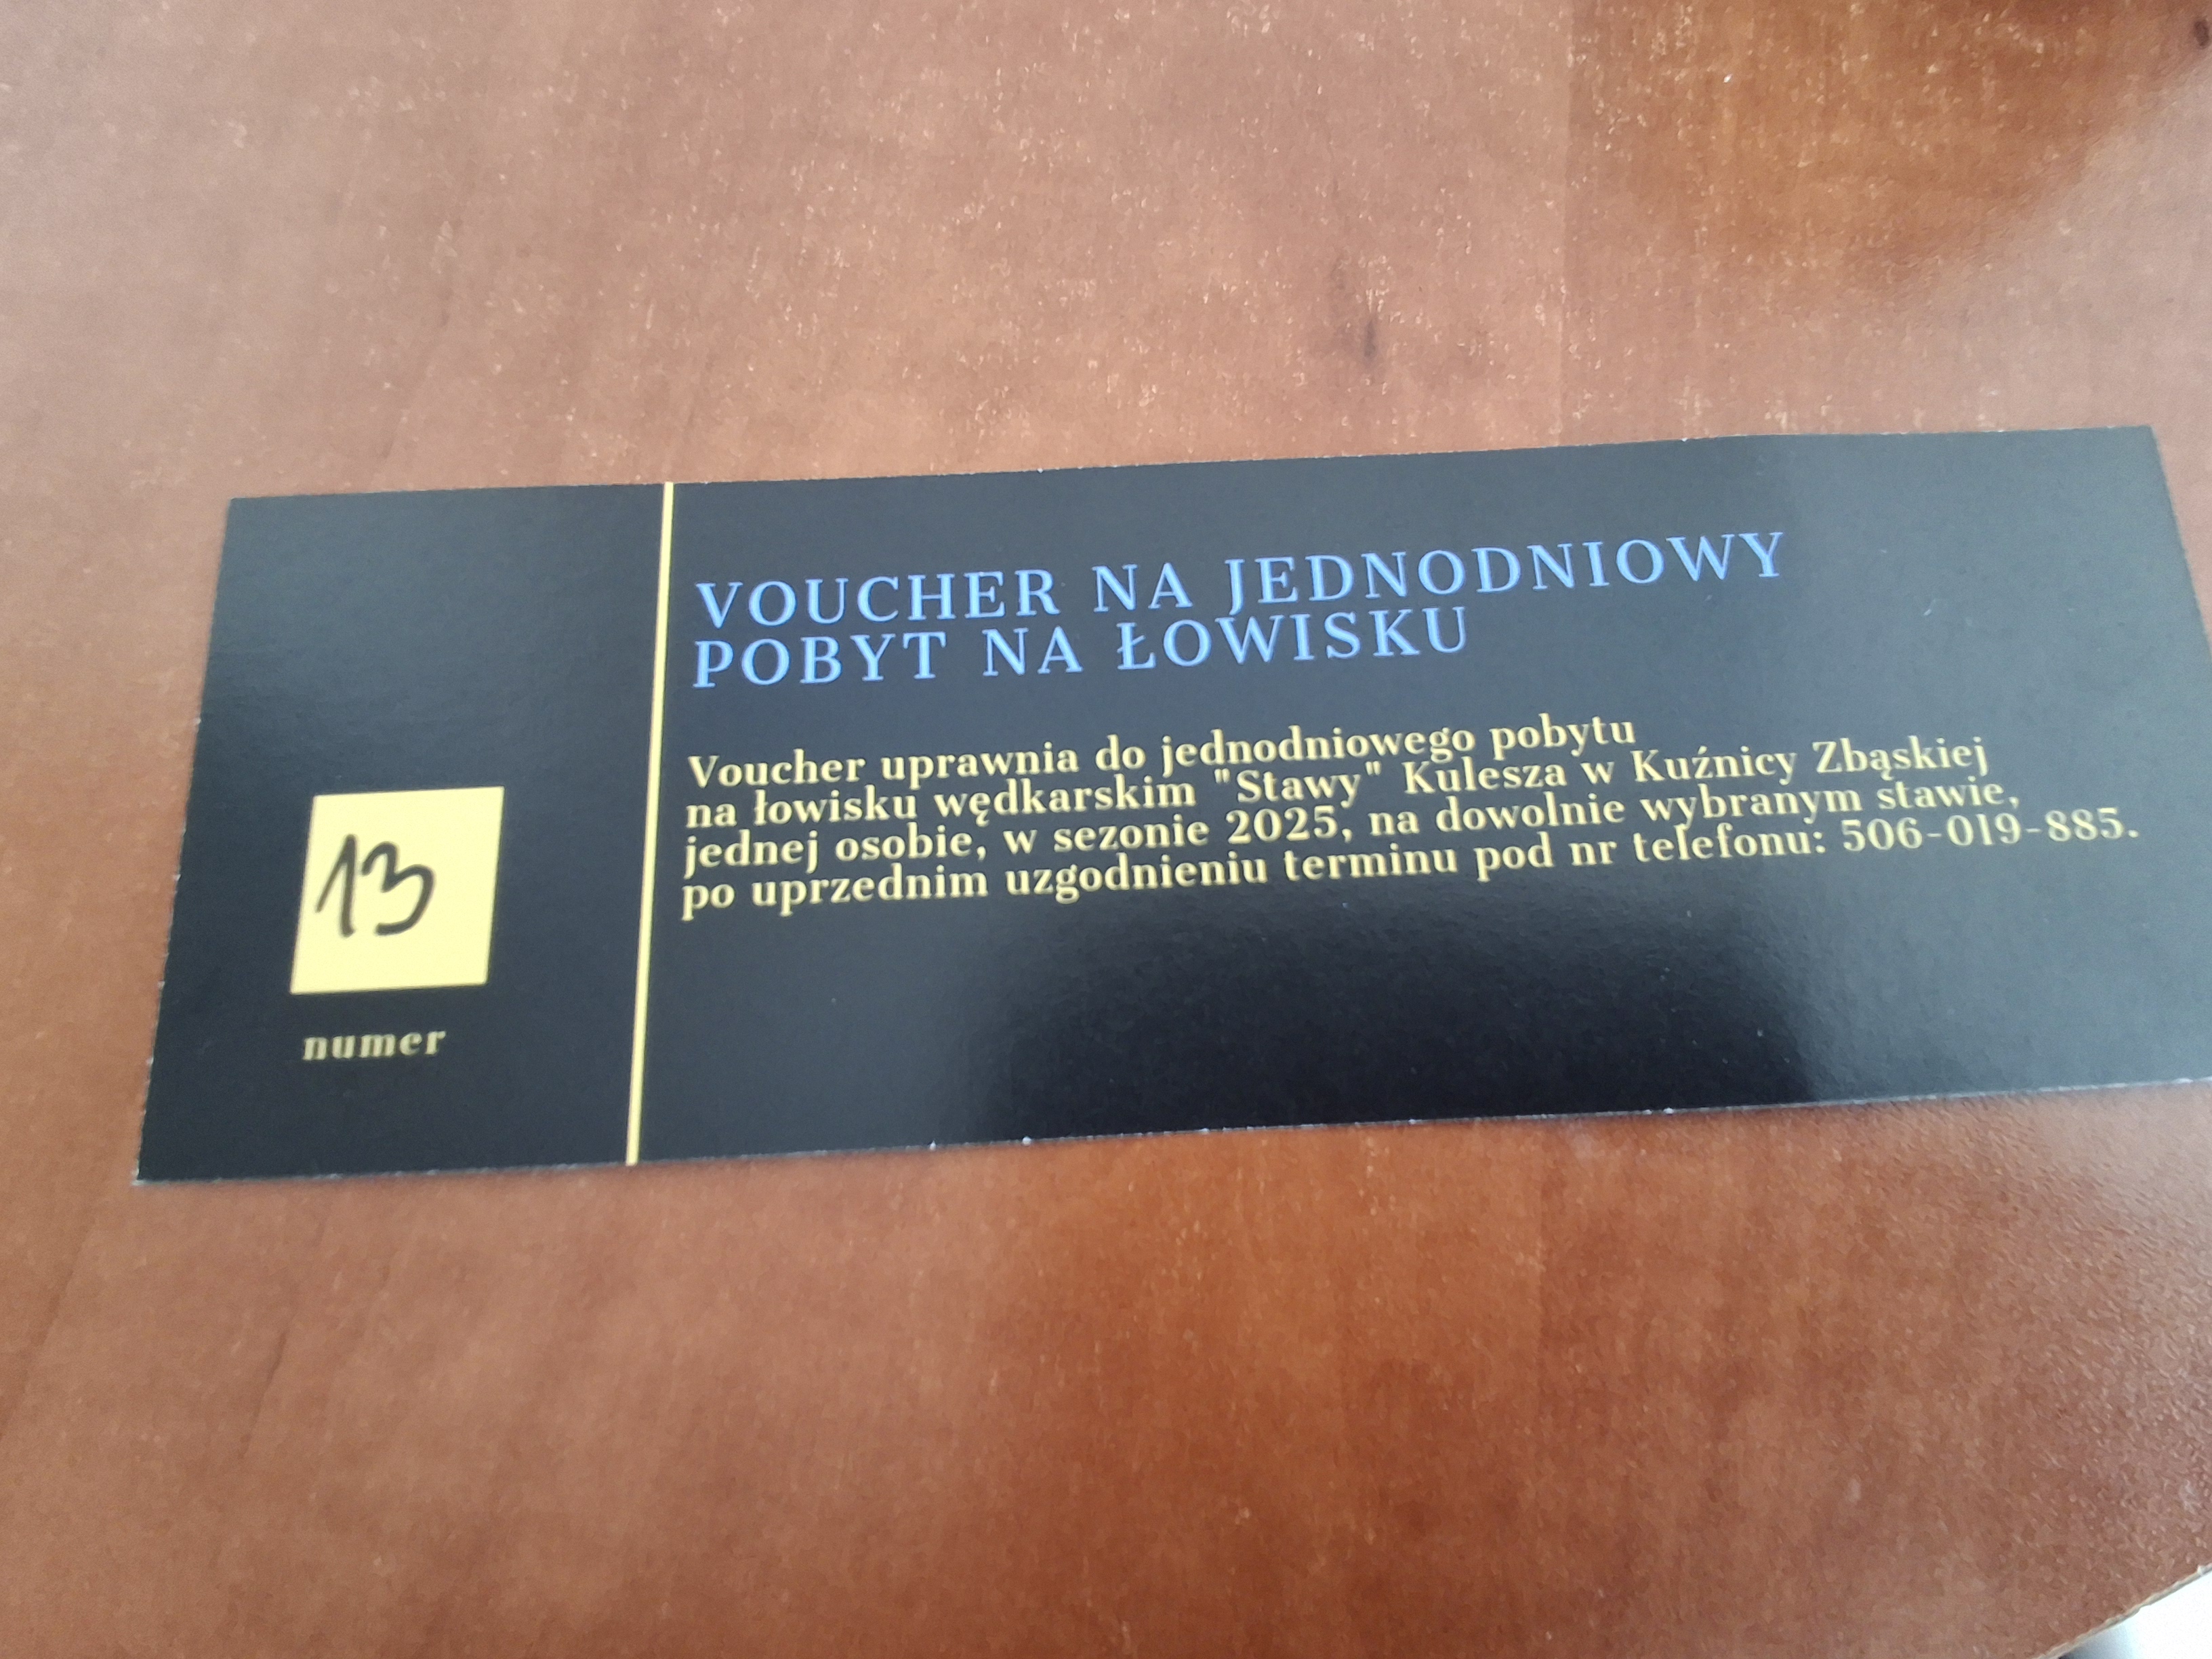 VOUCHER NA JEDNODNIOWY
POBYT NA ŁOWISKU
Voucher uprawnia do jednodniowego pobytu
na łowisku wędkarskim "Stawy" Kulesza w Kuźnicy Zbąskiej
jednej osobie, w sezonie 2025, na dowolnie wybranym stawie,
po uprzednim uzgodnieniu terminu pod nr telefonu: 506-019-885.
13
numer